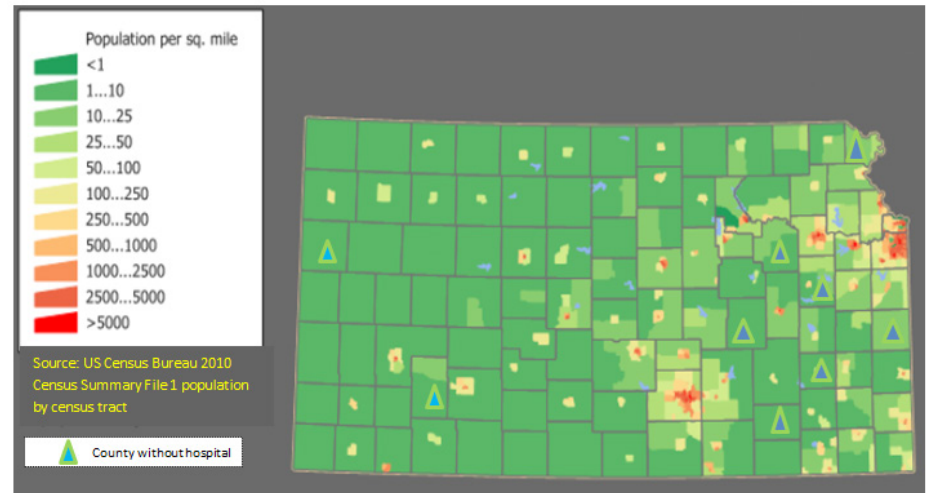 Population per sq. mile
<1
1...10
10...25
25...50
50...100
100...250
250...500
500...1000
1000...2500
2500...5000
>5000
Source: US Census Bureau 2010
Census Summary File 1 population
by census tract
County without hospital